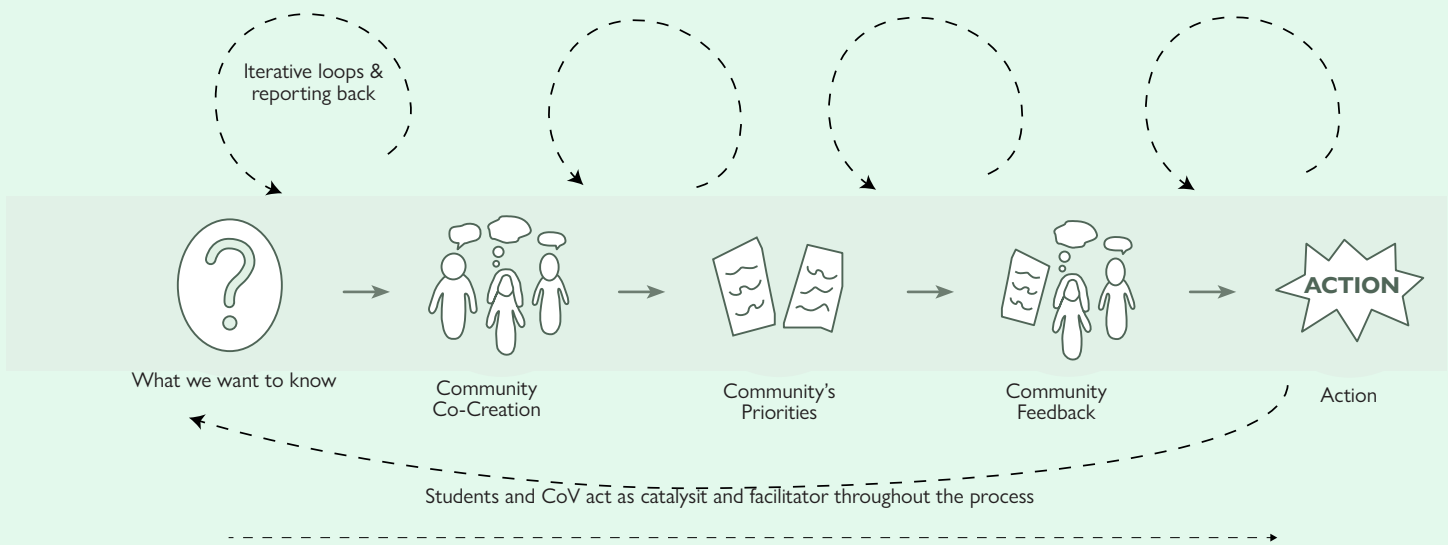 Iterative loops &
reporting back
ACTION
What we want to know
Community
Co-Creation
Community's
Priorities
Community
Feedback
Action
Students and CoV act as catalysit and facilitator throughout the process